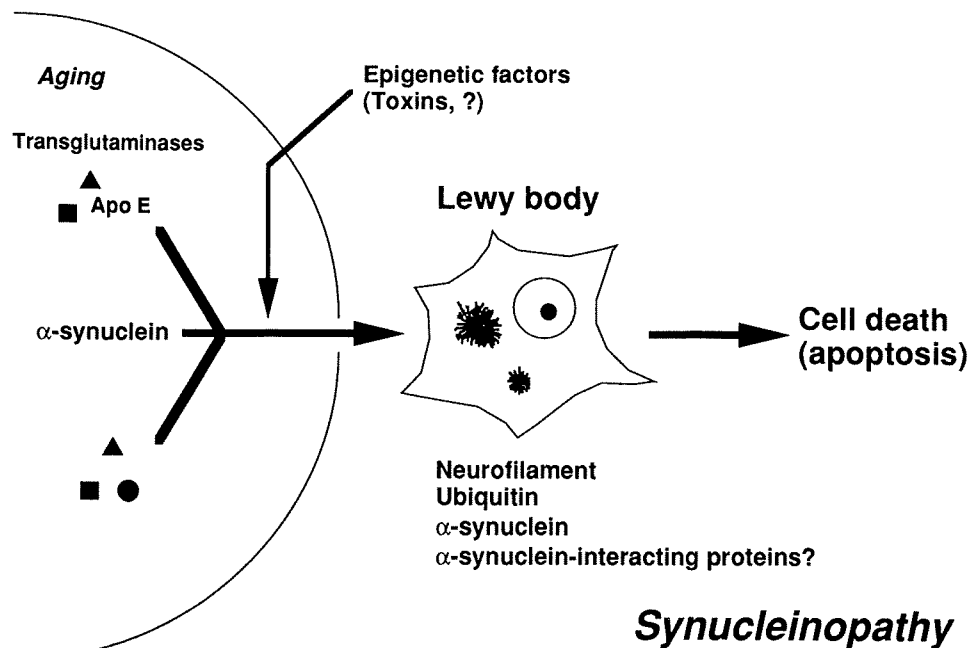 Aging
Transglutaminases
Apo E
α-synuclein
Epigenetic factors
(Toxins, ?)
Lewy body
Cell death
(apoptosis)
Neurofilament
Ubiquitin
α-synuclein
α-synuclein-interacting proteins?
Synucleinopathy